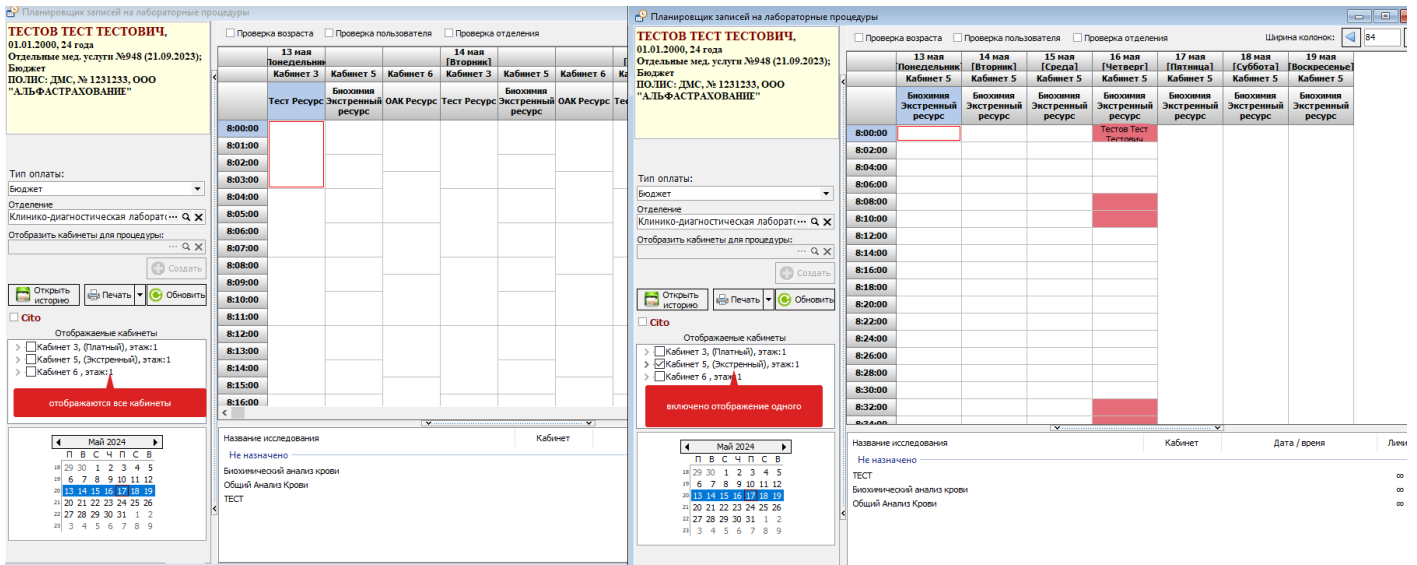 Планировщик записей на лабораторные процедуры
ТЕСТОВ ТЕСТ ТЕСТОВИЧ,
01.01.2000, 24 года
Отдельные мед. услуги №948 (21.09.2023);
Бюджет
ПОЛИС: ДМС, № 1231233, ООО
"АЛЬФАСТРАХОВАНИЕ"
Тип оплаты:
Бюджет
Отделение
Клинико-диагностическая лаборатс
Отобразить кабинеты для процедуры:
Создать
Открыть историю Печать Обновить
Cito
Отображаемые кабинеты
Кабинет 3, (Платный), этаж:1
Кабинет 5, (Экстренный), этаж:1
Кабинет 6 , этаж:1
отображаются все кабинеты
Май 2024
П В С Ч П С В
18 29 30 1 2 3 4 5
19 6 7 8 9 10 11 12
20 13 14 15 16 17 18 19
21 20 21 22 23 24 25 26
22 27 28 29 30 31 1 2
23 3 4 5 6 7 8 9
Проверка возраста Проверка пользователя Проверка отделения
13 мая 14 мая
Понедельник [Вторник]
Кабинет 3 Кабинет 5 Кабинет 6 Кабинет 3 Кабинет 5 Кабинет 6 Ка
Тест Ресурс Биохимия Экстренный ресурс ОАК Ресурс Тест Ресурс Биохимия Экстренный ресурс ОАК Ресурс Тес
8:00:00
8:01:00
8:02:00
8:03:00
8:04:00
8:05:00
8:06:00
8:07:00
8:08:00
8:09:00
8:10:00
8:11:00
8:12:00
8:13:00
8:14:00
8:15:00
8:16:00
Название исследования Кабинет
Не назначено
Биохимический анализ крови
Общий Анализ Крови
ТЕСТ
Планировщик записей на лабораторные процедуры
ТЕСТОВ ТЕСТ ТЕСТОВИЧ,
01.01.2000, 24 года
Отдельные мед. услуги №948 (21.09.2023);
Бюджет
ПОЛИС: ДМС, № 1231233, ООО
"АЛЬФАСТРАХОВАНИЕ"
Тип оплаты:
Бюджет
Отделение
Клинико-диагностическая лаборатс
Отобразить кабинеты для процедуры:
Создать
Открыть историю Печать Обновить
Cito
Отображаемые кабинеты
Кабинет 3, (Платный), этаж:1
Кабинет 5, (Экстренный), этаж:1
Кабинет 6 , этаж:1
включено отображение одного
Май 2024
П В С Ч П С В
18 29 30 1 2 3 4 5
19 6 7 8 9 10 11 12
20 13 14 15 16 17 18 19
21 20 21 22 23 24 25 26
22 27 28 29 30 31 1 2
23 3 4 5 6 7 8 9
Проверка возраста Проверка пользователя Проверка отделения Ширина колонок: 84
13 мая 14 мая 15 мая 16 мая 17 мая 18 мая 19 мая
[Понедельник] [Вторник] [Среда] [Четверг] [Пятница] [Суббота] [Воскресенье]
Кабинет 5 Кабинет 5 Кабинет 5 Кабинет 5 Кабинет 5 Кабинет 5 Кабинет 5
Биохимия Биохимия Биохимия Биохимия Биохимия Биохимия Биохимия
Экстренный Экстренный Экстренный Экстренный Экстренный Экстренный Экстренный
ресурс ресурс ресурс ресурс ресурс ресурс ресурс
8:00:00 Тестов Тест Тестович
8:02:00
8:04:00
8:06:00
8:08:00
8:10:00
8:12:00
8:14:00
8:16:00
8:18:00
8:20:00
8:22:00
8:24:00
8:26:00
8:28:00
8:30:00
8:32:00
8:34:00
Название исследования Кабинет Дата / время Лими
Не назначено
ТЕСТ ∞
Биохимический анализ крови ∞
Общий Анализ Крови ∞